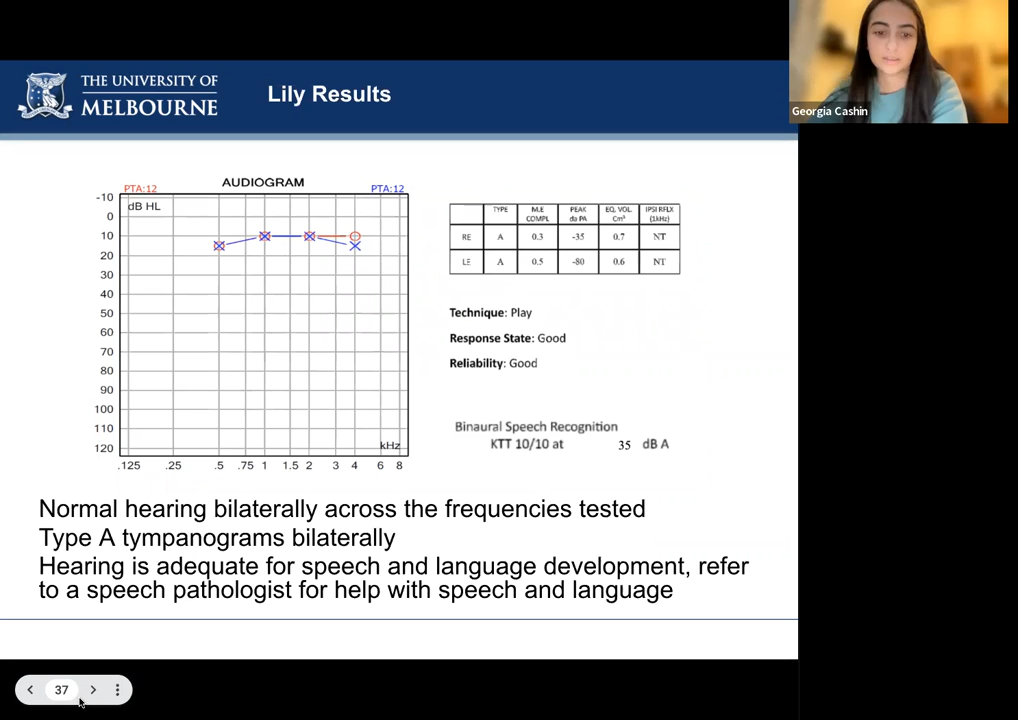 Georgia Cashin
THE UNIVERSITY OF
MELBOURNE
Lily Results
AUDIOGRAM
PTA:12
PTA:12
dB HL
-10
0
10
20
30
40
50
60
70
80
90
100
110
120
kHz
.125 .25 .5 .75 1 1.5 2 3 4 6 8
TYPE M.E COMPL PEAK da PA EQ. VOL Cm³ IPSI RFLX (1kHz)
RE A 0.3 -35 0.7 NT
LE A 0.5 -80 0.6 NT
Technique: Play
Response State: Good
Reliability: Good
Binaural Speech Recognition
KTT 10/10 at 35 dB A
Normal hearing bilaterally across the frequencies tested
Type A tympanograms bilaterally
Hearing is adequate for speech and language development, refer
to a speech pathologist for help with speech and language
37